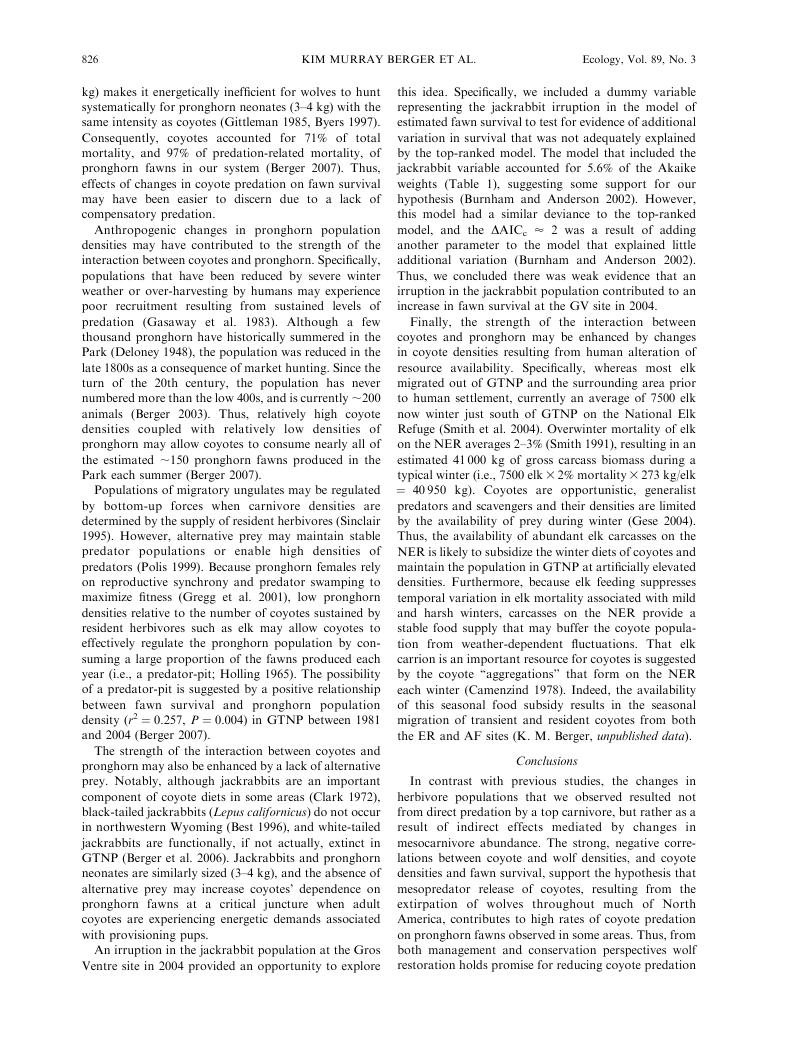 826
KIM MURRAY BERGER ET AL.
Ecology, Vol. 89, No. 3
kg) makes it energetically inefficient for wolves to hunt
systematically for pronghorn neonates (3–4 kg) with the
same intensity as coyotes (Gittleman 1985, Byers 1997).
Consequently, coyotes accounted for 71% of total
mortality, and 97% of predation-related mortality, of
pronghorn fawns in our system (Berger 2007). Thus,
effects of changes in coyote predation on fawn survival
may have been easier to discern due to a lack of
compensatory predation.
Anthropogenic changes in pronghorn population
densities may have contributed to the strength of the
interaction between coyotes and pronghorn. Specifically,
populations that have been reduced by severe winter
weather or over-harvesting by humans may experience
poor recruitment resulting from sustained levels of
predation (Gasaway et al. 1983). Although a few
thousand pronghorn have historically summered in the
Park (Deloney 1948), the population was reduced in the
late 1800s as a consequence of market hunting. Since the
turn of the 20th century, the population has never
numbered more than the low 400s, and is currently ~200
animals (Berger 2003). Thus, relatively high coyote
densities coupled with relatively low densities of
pronghorn may allow coyotes to consume nearly all of
the estimated ~150 pronghorn fawns produced in the
Park each summer (Berger 2007).
Populations of migratory ungulates may be regulated
by bottom-up forces when carnivore densities are
determined by the supply of resident herbivores (Sinclair
1995). However, alternative prey may maintain stable
predator populations or enable high densities of
predators (Polis 1999). Because pronghorn females rely
on reproductive synchrony and predator swamping to
maximize fitness (Gregg et al. 2001), low pronghorn
densities relative to the number of coyotes sustained by
resident herbivores such as elk may allow coyotes to
effectively regulate the pronghorn population by con-
suming a large proportion of the fawns produced each
year (i.e., a predator-pit; Holling 1965). The possibility
of a predator-pit is suggested by a positive relationship
between fawn survival and pronghorn population
density (r² = 0.257, P = 0.004) in GTNP between 1981
and 2004 (Berger 2007).
The strength of the interaction between coyotes and
pronghorn may also be enhanced by a lack of alternative
prey. Notably, although jackrabbits are an important
component of coyote diets in some areas (Clark 1972),
black-tailed jackrabbits (Lepus californicus) do not occur
in northwestern Wyoming (Best 1996), and white-tailed
jackrabbits are functionally, if not actually, extinct in
GTNP (Berger et al. 2006). Jackrabbits and pronghorn
neonates are similarly sized (3–4 kg), and the absence of
alternative prey may increase coyotes' dependence on
pronghorn fawns at a critical juncture when adult
coyotes are experiencing energetic demands associated
with provisioning pups.
An irruption in the jackrabbit population at the Gros
Ventre site in 2004 provided an opportunity to explore
this idea. Specifically, we included a dummy variable
representing the jackrabbit irruption in the model of
estimated fawn survival to test for evidence of additional
variation in survival that was not adequately explained
by the top-ranked model. The model that included the
jackrabbit variable accounted for 5.6% of the Akaike
weights (Table 1), suggesting some support for our
hypothesis (Burnham and Anderson 2002). However,
this model had a similar deviance to the top-ranked
model, and the ΔAICc ≈ 2 was a result of adding
another parameter to the model that explained little
additional variation (Burnham and Anderson 2002).
Thus, we concluded there was weak evidence that an
irruption in the jackrabbit population contributed to an
increase in fawn survival at the GV site in 2004.
Finally, the strength of the interaction between
coyotes and pronghorn may be enhanced by changes
in coyote densities resulting from human alteration of
resource availability. Specifically, whereas most elk
migrated out of GTNP and the surrounding area prior
to human settlement, currently an average of 7500 elk
now winter just south of GTNP on the National Elk
Refuge (Smith et al. 2004). Overwinter mortality of elk
on the NER averages 2–3% (Smith 1991), resulting in an
estimated 41 000 kg of gross carcass biomass during a
typical winter (i.e., 7500 elk × 2% mortality × 273 kg/elk
= 40 950 kg). Coyotes are opportunistic, generalist
predators and scavengers and their densities are limited
by the availability of prey during winter (Gese 2004).
Thus, the availability of abundant elk carcasses on the
NER is likely to subsidize the winter diets of coyotes and
maintain the population in GTNP at artificially elevated
densities. Furthermore, because elk feeding suppresses
temporal variation in elk mortality associated with mild
and harsh winters, carcasses on the NER provide a
stable food supply that may buffer the coyote popula-
tion from weather-dependent fluctuations. That elk
carrion is an important resource for coyotes is suggested
by the coyote “aggregations” that form on the NER
each winter (Camenzind 1978). Indeed, the availability
of this seasonal food subsidy results in the seasonal
migration of transient and resident coyotes from both
the ER and AF sites (K. M. Berger, unpublished data).
Conclusions
In contrast with previous studies, the changes in
herbivore populations that we observed resulted not
from direct predation by a top carnivore, but rather as a
result of indirect effects mediated by changes in
mesocarnivore abundance. The strong, negative corre-
lations between coyote and wolf densities, and coyote
densities and fawn survival, support the hypothesis that
mesopredator release of coyotes, resulting from the
extirpation of wolves throughout much of North
America, contributes to high rates of coyote predation
on pronghorn fawns observed in some areas. Thus, from
both management and conservation perspectives wolf
restoration holds promise for reducing coyote predation